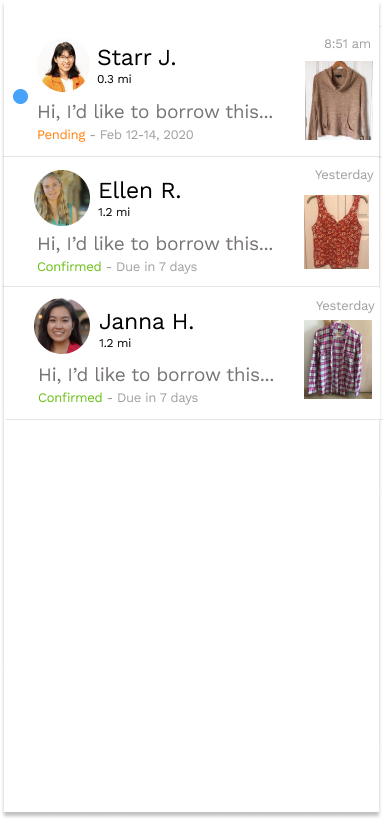 8:51 am
Starr J.
0.3 mi
Hi, I’d like to borrow this...
Pending - Feb 12-14, 2020
Yesterday
Ellen R.
1.2 mi
Hi, I’d like to borrow this...
Confirmed - Due in 7 days
Yesterday
Janna H.
1.2 mi
Hi, I’d like to borrow this...
Confirmed - Due in 7 days